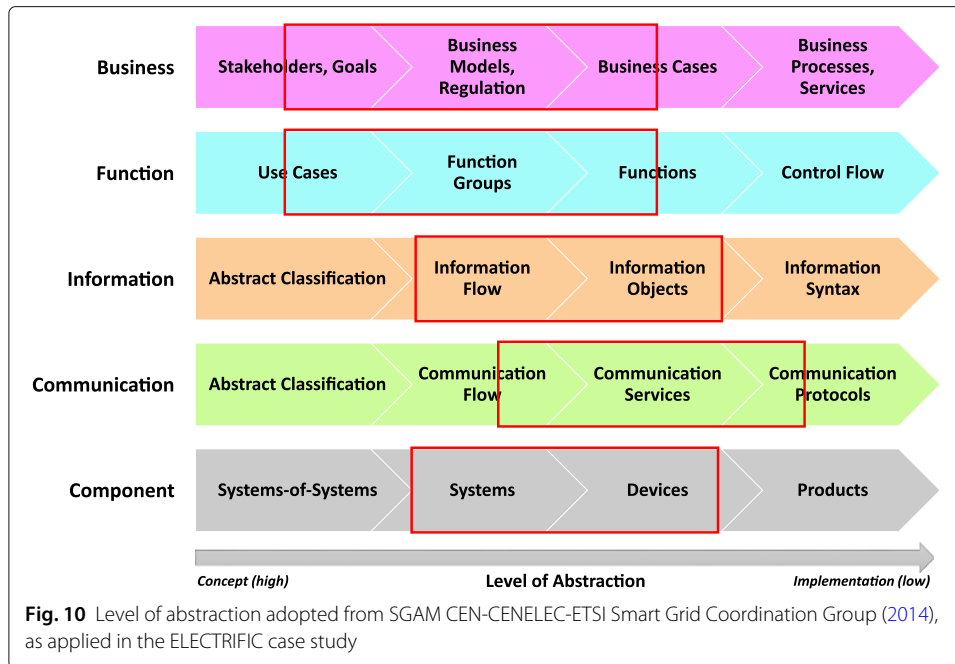 Business
Stakeholders, Goals
Business
Models,
Regulation
Business Cases
Business
Processes,
Services
Function
Use Cases
Function
Groups
Functions
Control Flow
Information
Abstract Classification
Information
Flow
Information
Objects
Information
Syntax
Communication
Abstract Classification
Communication
Flow
Communication
Services
Communication
Protocols
Component
Systems-of-Systems
Systems
Devices
Products
Concept (high)
Level of Abstraction
Implementation (low)
Fig. 10 Level of abstraction adopted from SGAM CEN-CENELEC-ETSI Smart Grid Coordination Group (2014),
as applied in the ELECTRIFIC case study